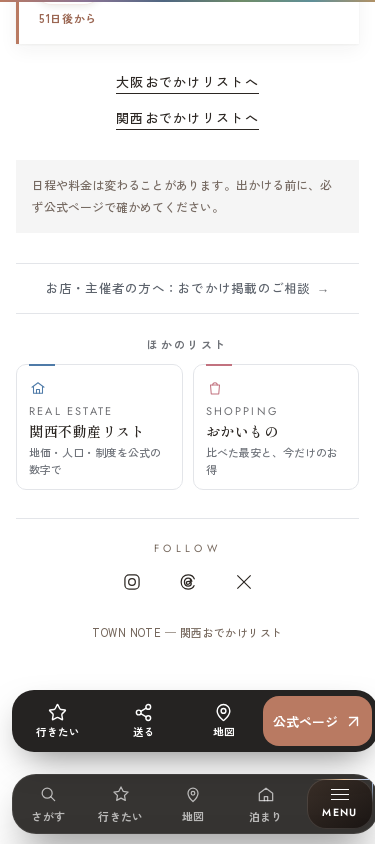 51日後から
大阪おでかけリストへ
関西おでかけリストへ
日程や料金は変わることがあります。出かける前に、必
ず公式ページで確かめてください。
お店・主催者の方へ：おでかけ掲載のご相談 →
ほかのリスト
REAL ESTATE
関西不動産リスト
地価・人口・制度を公式の
数字で
SHOPPING
おかいもの
比べた最安と、今だけのお
得
FOLLOW
TOWN NOTE — 関西おでかけリスト
行きたい
送る
地図
公式ページ
さがす
行きたい
地図
泊まり
MENU